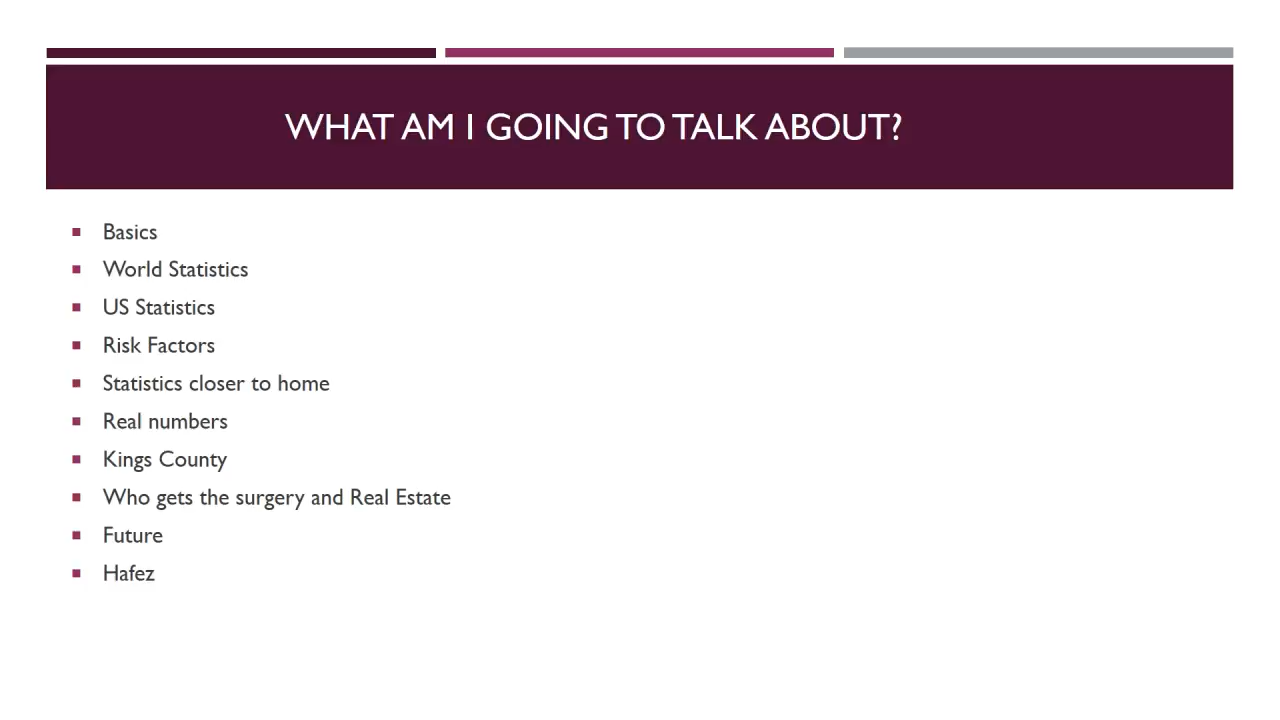 WHAT AM I GOING TO TALK ABOUT?
Basics
World Statistics
US Statistics
Risk Factors
Statistics closer to home
Real numbers
Kings County
Who gets the surgery and Real Estate
Future
Hafez